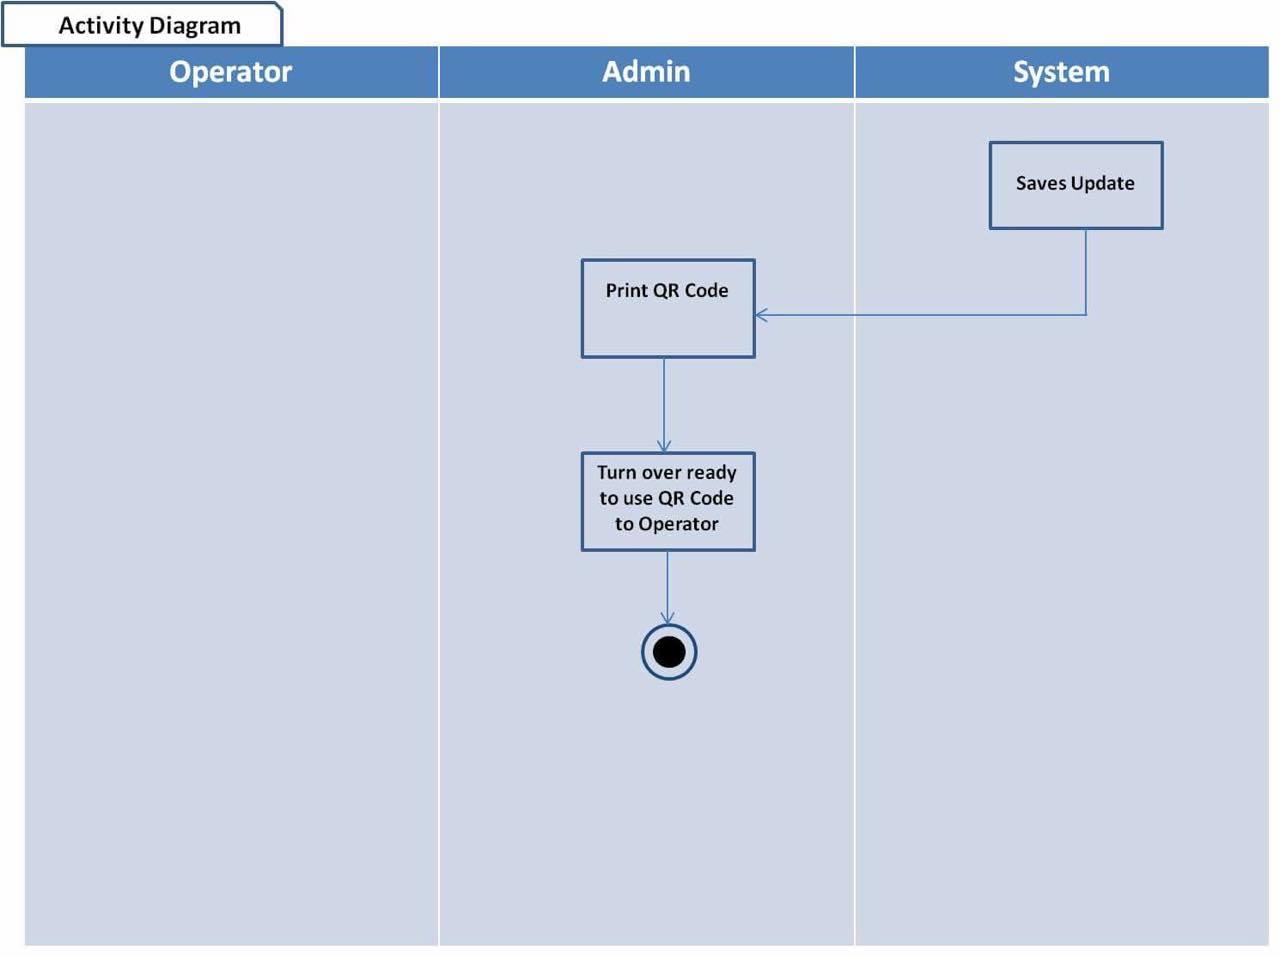 Activity Diagram
Operator
Admin
System
Saves Update
Print QR Code
Turn over ready
to use QR Code
to Operator